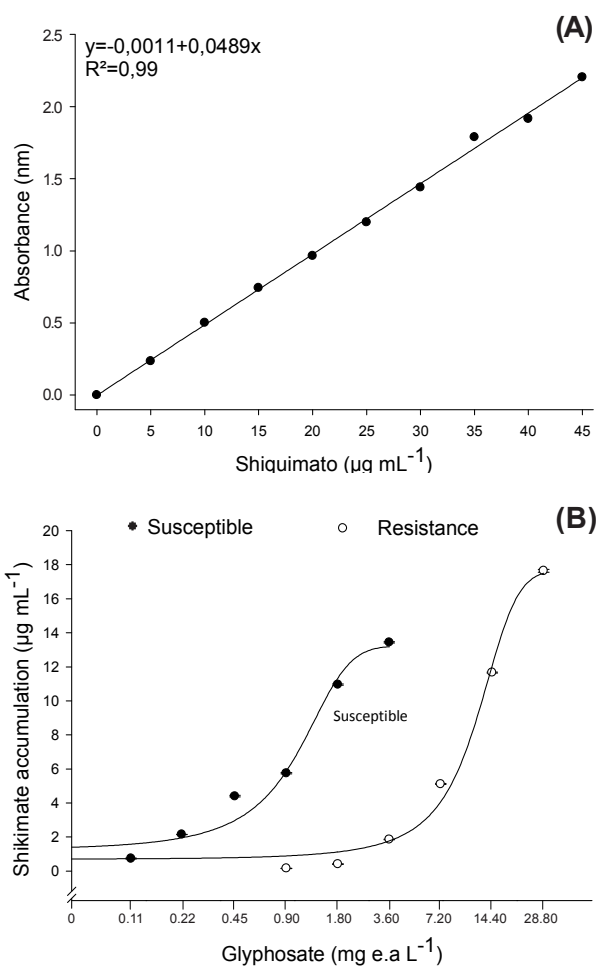 (A)
y=-0,0011+0,0489x
R²=0,99
Absorbance (nm)
2.5
2.0
1.5
1.0
0.5
0.0
0 5 10 15 20 25 30 35 40 45
Shiquimato (µg mL⁻¹)
(B)
Susceptible Resistance
Shikimate accumulation (µg mL⁻¹)
20
18
16
14
12
10
8
6
4
2
0
Susceptible
0 0.11 0.22 0.45 0.90 1.80 3.60 7.20 14.40 28.80
Glyphosate (mg e.a L⁻¹)